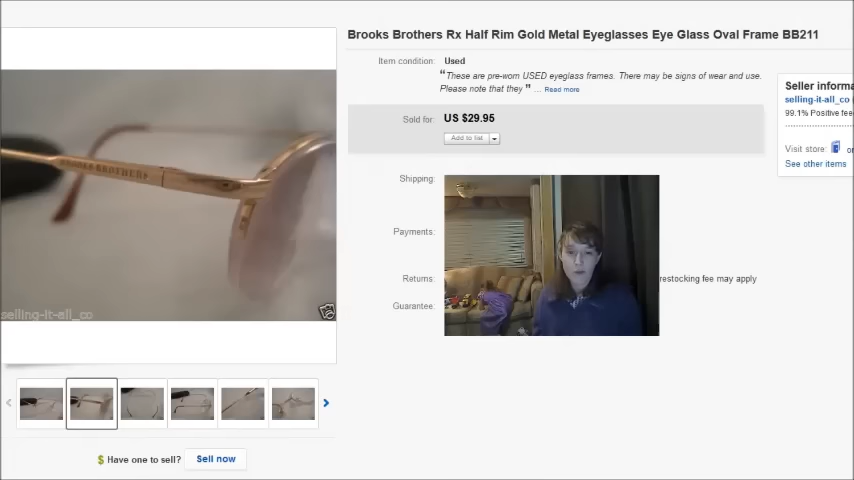 Brooks Brothers Rx Half Rim Gold Metal Eyeglasses Eye Glass Oval Frame BB211
Item condition: Used
“These are pre-worn USED eyeglass frames. There may be signs of wear and use.
Please note that they ” ... Read more
Sold for: US $29.95
Add to list
Shipping:
Payments:
Returns: restocking fee may apply
Guarantee:
Seller informa
selling-it-all_co
99.1% Positive fee
Visit store:
See other items
BROOKS BROTHERS
selling-it-all_co
$ Have one to sell? Sell now